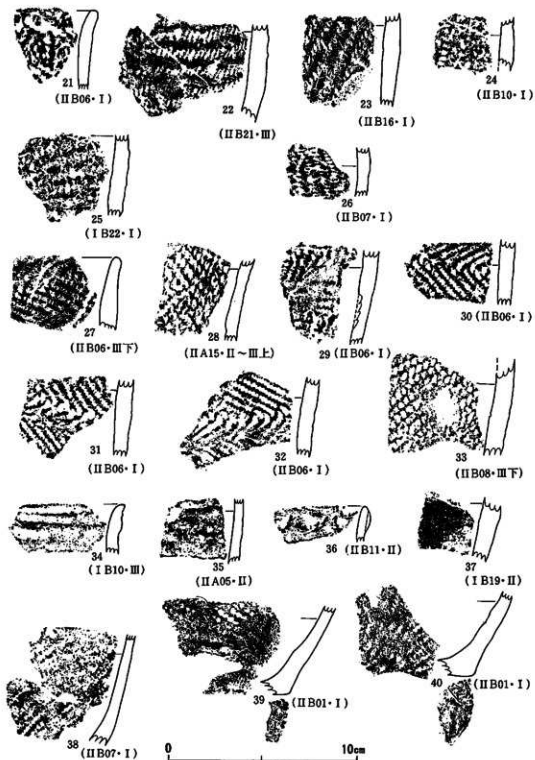 21
(ⅡB06・Ⅰ)
22
(ⅡB21・Ⅲ)
23
(ⅡB16・Ⅰ)
24
(ⅡB10・Ⅰ)
25
(ⅠB22・Ⅰ)
26
(ⅡB07・Ⅰ)
27
(ⅡB06・Ⅲ下)
28
(ⅡA15・Ⅱ～Ⅲ上)
29 (ⅡB06・Ⅰ)
30 (ⅡB06・Ⅰ)
31
(ⅡB06・Ⅰ)
32
(ⅡB06・Ⅰ)
33
(ⅡB08・Ⅲ下)
34
(ⅠB10・Ⅲ)
35
(ⅡA05・Ⅱ)
36 (ⅡB11・Ⅱ)
37
(ⅠB19・Ⅱ)
38
(ⅡB07・Ⅰ)
39
(ⅡB01・Ⅰ)
40
(ⅡB01・Ⅰ)
0 10cm